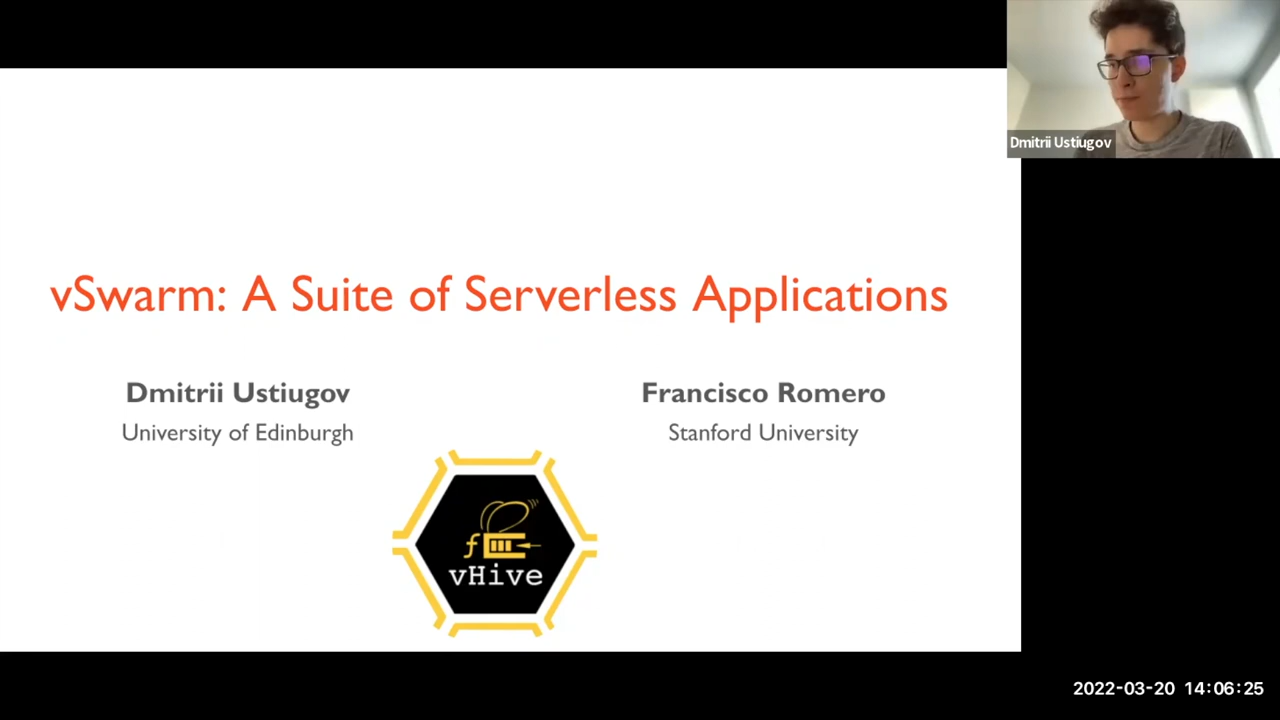 Dmitrii Ustiugov
vSwarm: A Suite of Serverless Applications
Dmitrii Ustiugov
University of Edinburgh
Francisco Romero
Stanford University
f
vHive
2022-03-20 14:06:25